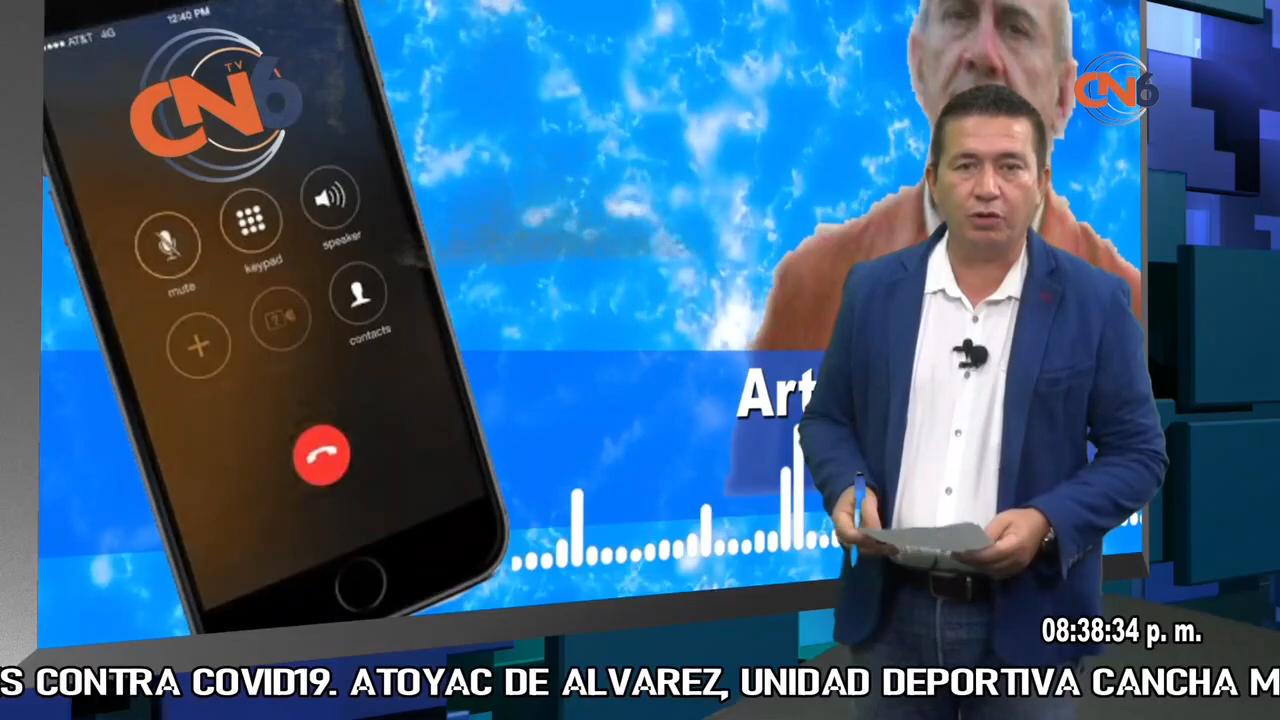 12:40 PM
AT&T 4G
CN6
TV
mute
keypad
speaker
contacts
CN6
Art
08:38:34 p. m.
S CONTRA COVID19. ATOYAC DE ALVAREZ, UNIDAD DEPORTIVA CANCHA M